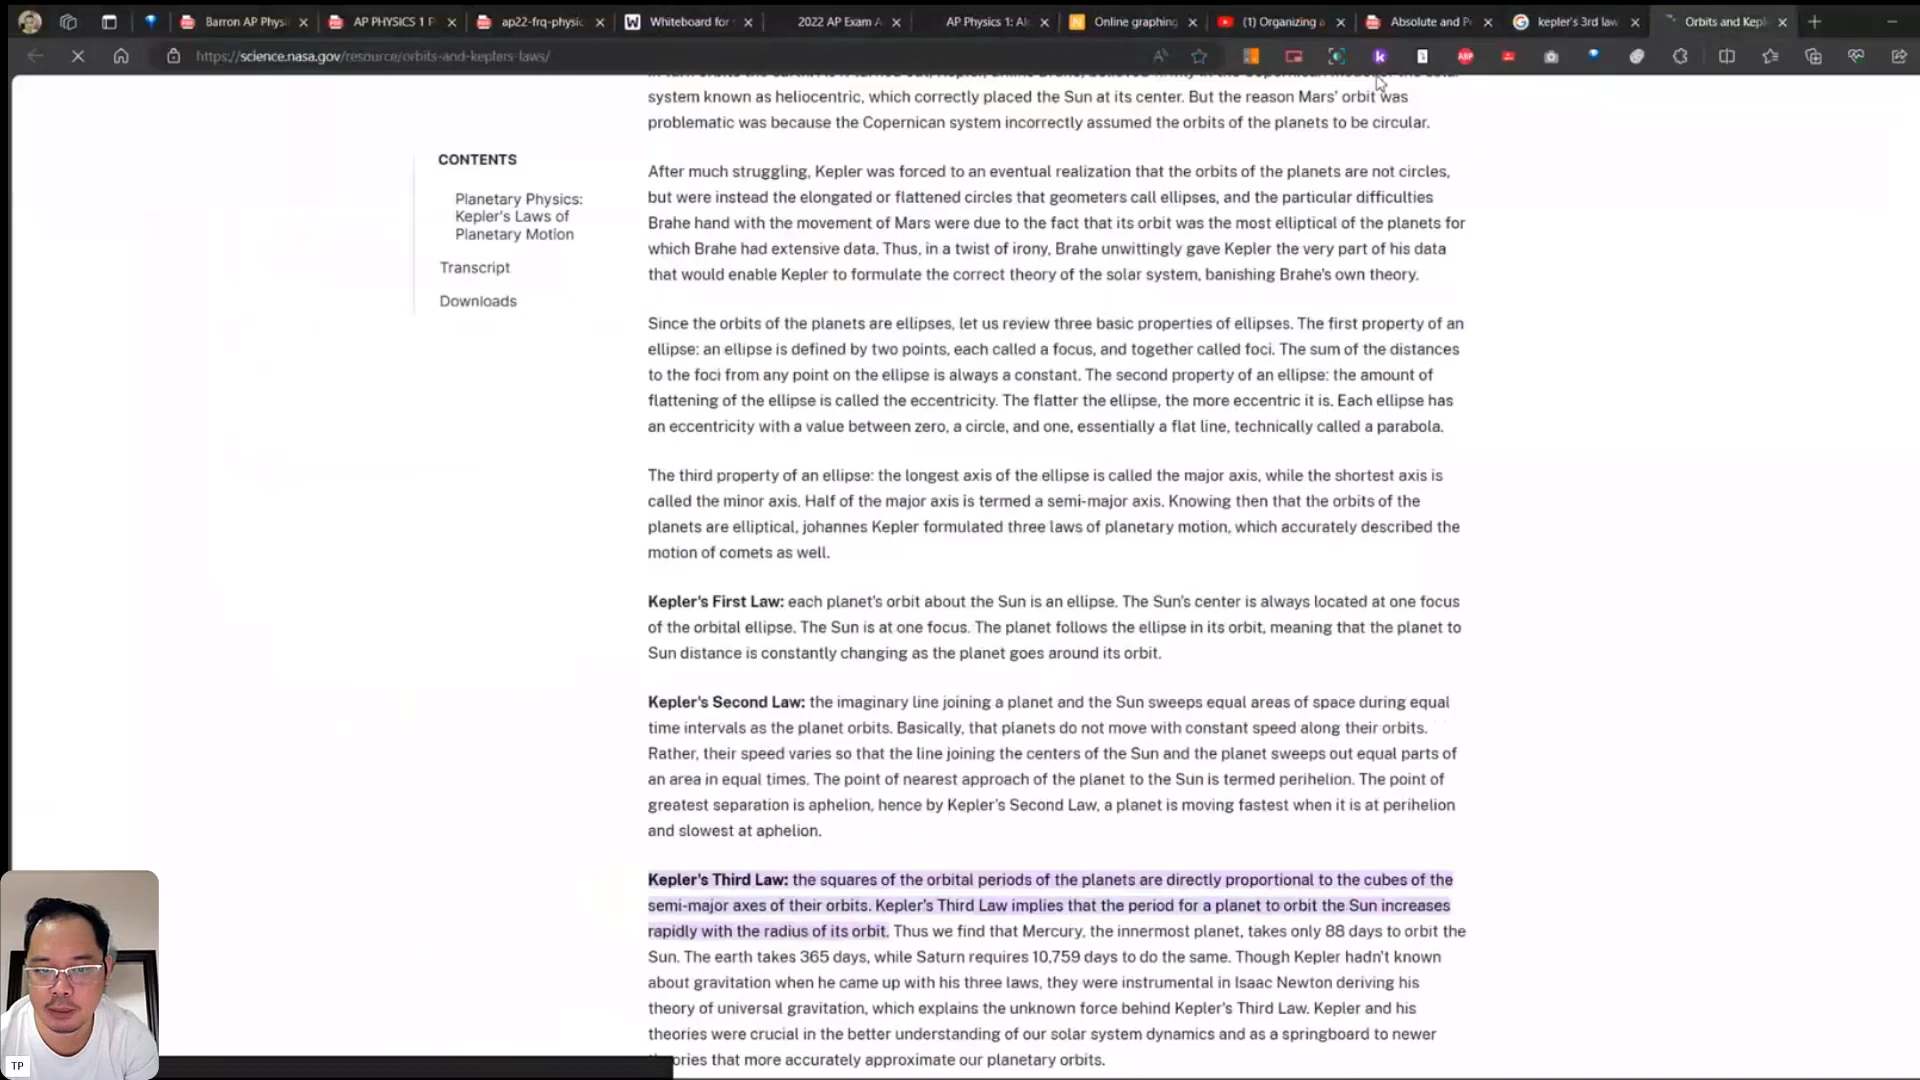 Barron AP Physi
AP PHYSICS 1 F
ap22-frq-physic
Whiteboard for
2022 AP Exam A
AP Physics 1: Al
Online graphing
(1) Organizing a
Absolute and P
kepler's 3rd law
Orbits and Kepl
https://science.nasa.gov/resource/orbits-and-keplers-laws/
system known as heliocentric, which correctly placed the Sun at its center. But the reason Mars' orbit was
problematic was because the Copernican system incorrectly assumed the orbits of the planets to be circular.
CONTENTS
Planetary Physics:
Kepler's Laws of
Planetary Motion
Transcript
Downloads
After much struggling, Kepler was forced to an eventual realization that the orbits of the planets are not circles,
but were instead the elongated or flattened circles that geometers call ellipses, and the particular difficulties
Brahe hand with the movement of Mars were due to the fact that its orbit was the most elliptical of the planets for
which Brahe had extensive data. Thus, in a twist of irony, Brahe unwittingly gave Kepler the very part of his data
that would enable Kepler to formulate the correct theory of the solar system, banishing Brahe's own theory.
Since the orbits of the planets are ellipses, let us review three basic properties of ellipses. The first property of an
ellipse: an ellipse is defined by two points, each called a focus, and together called foci. The sum of the distances
to the foci from any point on the ellipse is always a constant. The second property of an ellipse: the amount of
flattening of the ellipse is called the eccentricity. The flatter the ellipse, the more eccentric it is. Each ellipse has
an eccentricity with a value between zero, a circle, and one, essentially a flat line, technically called a parabola.
The third property of an ellipse: the longest axis of the ellipse is called the major axis, while the shortest axis is
called the minor axis. Half of the major axis is termed a semi-major axis. Knowing then that the orbits of the
planets are elliptical, johannes Kepler formulated three laws of planetary motion, which accurately described the
motion of comets as well.
Kepler's First Law: each planet's orbit about the Sun is an ellipse. The Sun's center is always located at one focus
of the orbital ellipse. The Sun is at one focus. The planet follows the ellipse in its orbit, meaning that the planet to
Sun distance is constantly changing as the planet goes around its orbit.
Kepler's Second Law: the imaginary line joining a planet and the Sun sweeps equal areas of space during equal
time intervals as the planet orbits. Basically, that planets do not move with constant speed along their orbits.
Rather, their speed varies so that the line joining the centers of the Sun and the planet sweeps out equal parts of
an area in equal times. The point of nearest approach of the planet to the Sun is termed perihelion. The point of
greatest separation is aphelion, hence by Kepler's Second Law, a planet is moving fastest when it is at perihelion
and slowest at aphelion.
Kepler's Third Law: the squares of the orbital periods of the planets are directly proportional to the cubes of the
semi-major axes of their orbits. Kepler's Third Law implies that the period for a planet to orbit the Sun increases
rapidly with the radius of its orbit. Thus we find that Mercury, the innermost planet, takes only 88 days to orbit the
Sun. The earth takes 365 days, while Saturn requires 10,759 days to do the same. Though Kepler hadn't known
about gravitation when he came up with his three laws, they were instrumental in Isaac Newton deriving his
theory of universal gravitation, which explains the unknown force behind Kepler's Third Law. Kepler and his
theories were crucial in the better understanding of our solar system dynamics and as a springboard to newer
ories that more accurately approximate our planetary orbits.
TP